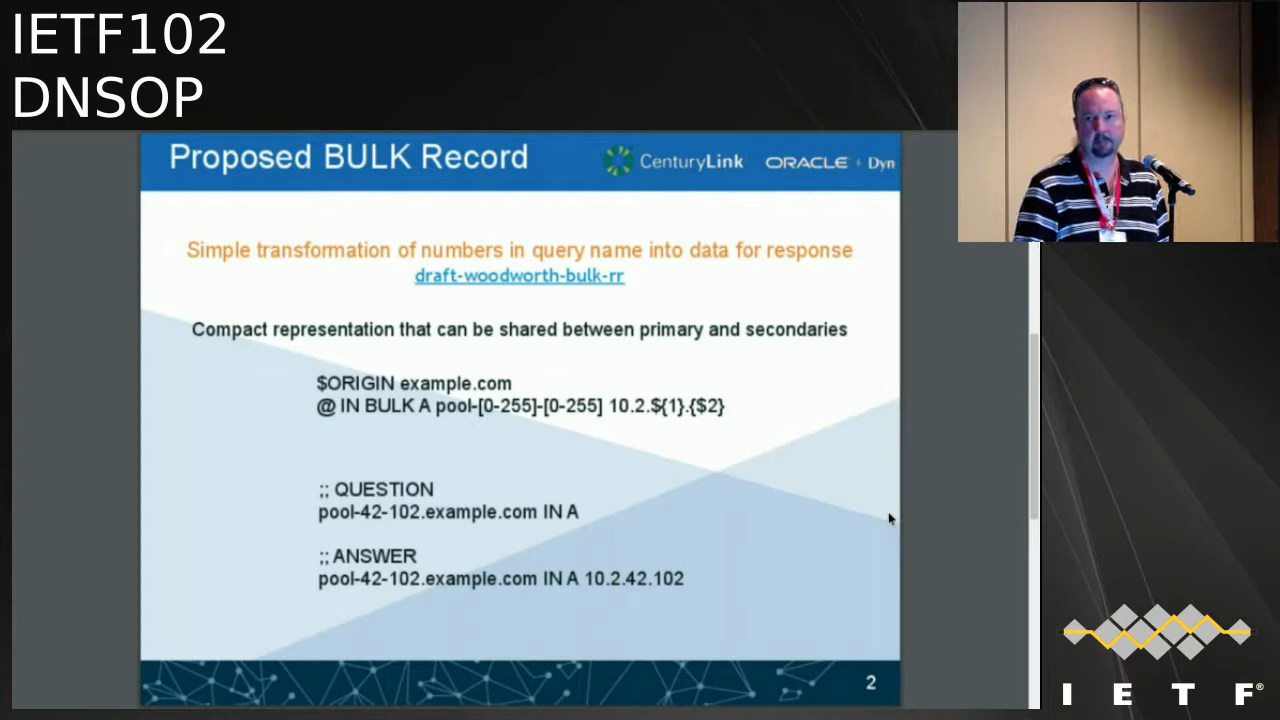 IETF102
DNSOP
Proposed BULK Record
CenturyLink
ORACLE + Dyn
Simple transformation of numbers in query name into data for response
draft-woodworth-bulk-rr
Compact representation that can be shared between primary and secondaries
$ORIGIN example.com
@ IN BULK A pool-[0-255]-[0-255] 10.2.${1}.{$2}
;; QUESTION
pool-42-102.example.com IN A
;; ANSWER
pool-42-102.example.com IN A 10.2.42.102
2
I E T F®